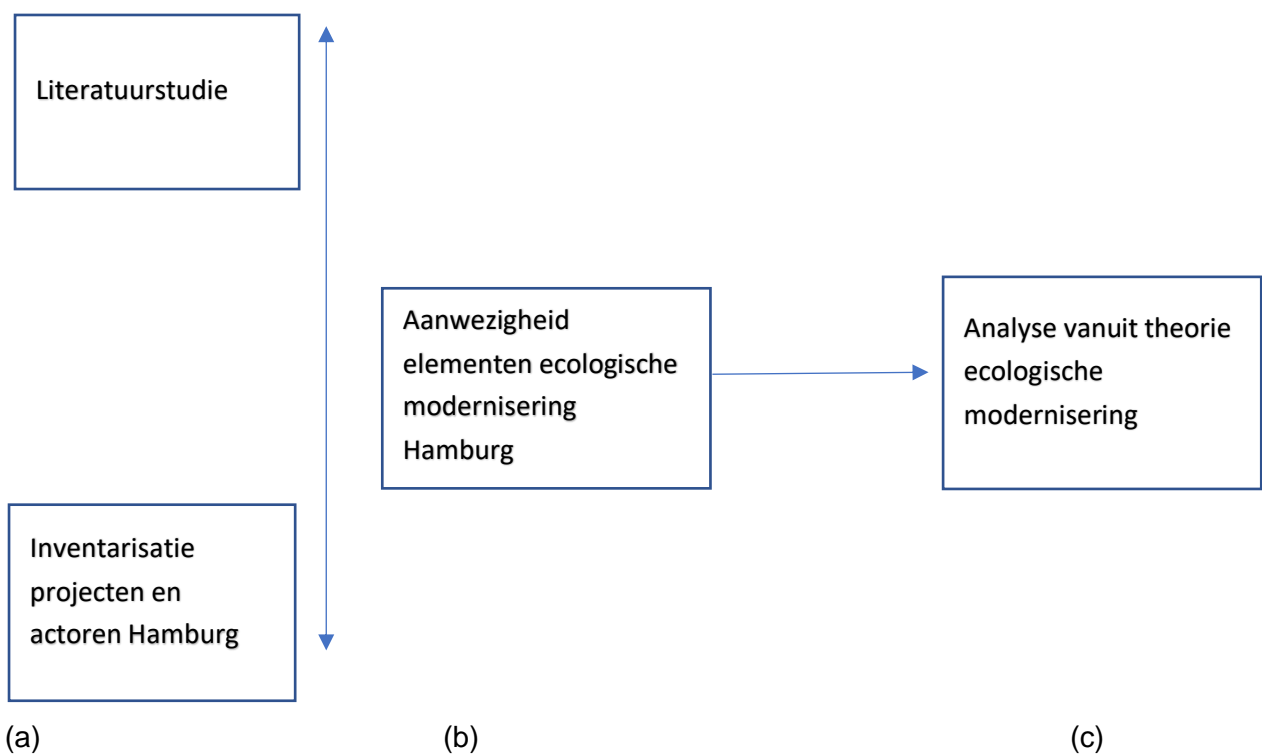 Literatuurstudie
Inventarisatie
projecten en
actoren Hamburg
Aanwezigheid
elementen ecologische
modernisering
Hamburg
Analyse vanuit theorie
ecologische
modernisering
(a)
(b)
(c)